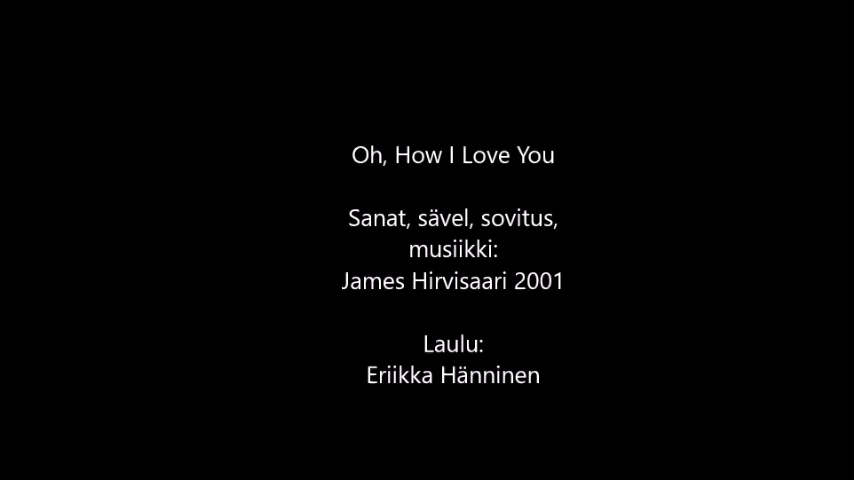 Oh, How I Love You
Sanat, sävel, sovitus,
musiikki:
James Hirvisaari 2001
Laulu:
Eriikka Hänninen